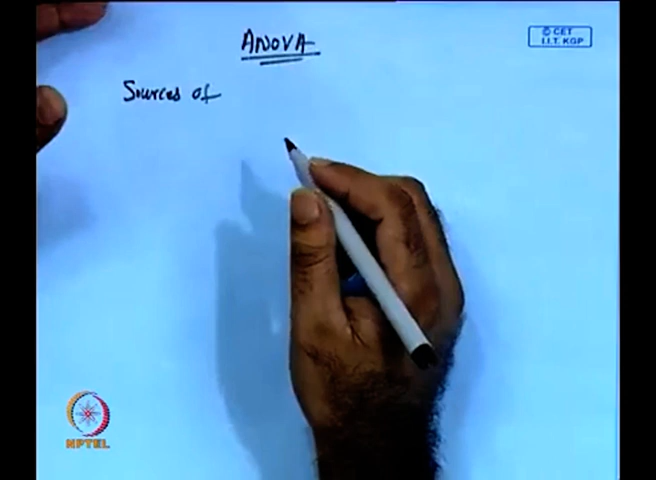 ANOVA
© CET
I.I.T. KGP
Sources of
NPTEL